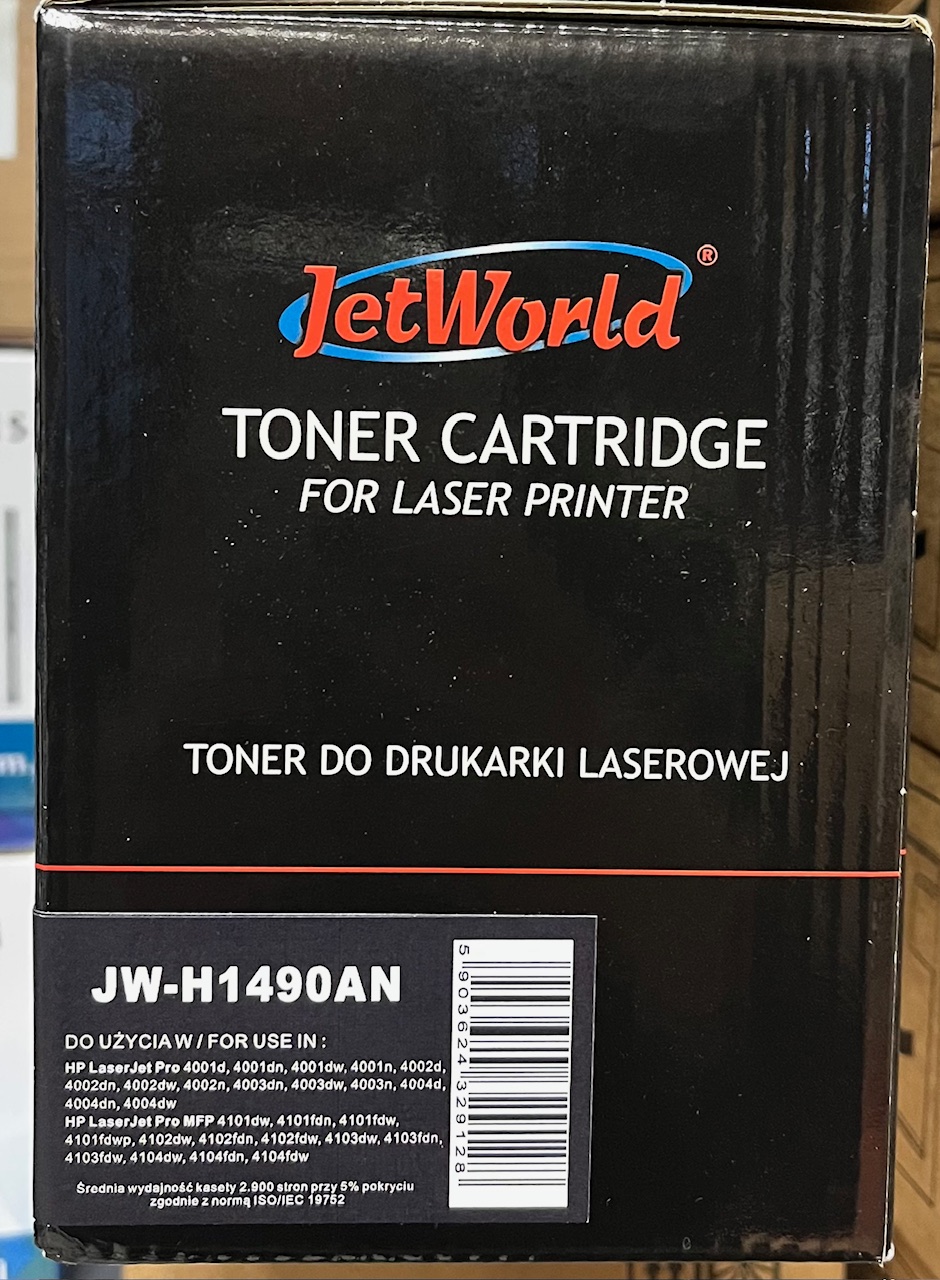 JetWorld®
TONER CARTRIDGE
FOR LASER PRINTER
TONER DO DRUKARKI LASEROWEJ
JW-H1490AN
DO UŻYCIA W / FOR USE IN :
HP LaserJet Pro 4001d, 4001dn, 4001dw, 4001n, 4002d,
4002dn, 4002dw, 4002n, 4003dn, 4003dw, 4003n, 4004d,
4004dn, 4004dw
HP LaserJet Pro MFP 4101dw, 4101fdn, 4101fdw,
4101fdwp, 4102dw, 4102fdn, 4102fdw, 4103dw, 4103fdn,
4103fdw, 4104dw, 4104fdn, 4104fdw
Średnia wydajność kasety 2.900 stron przy 5% pokryciu
zgodnie z normą ISO/IEC 19752
5 903624 329128